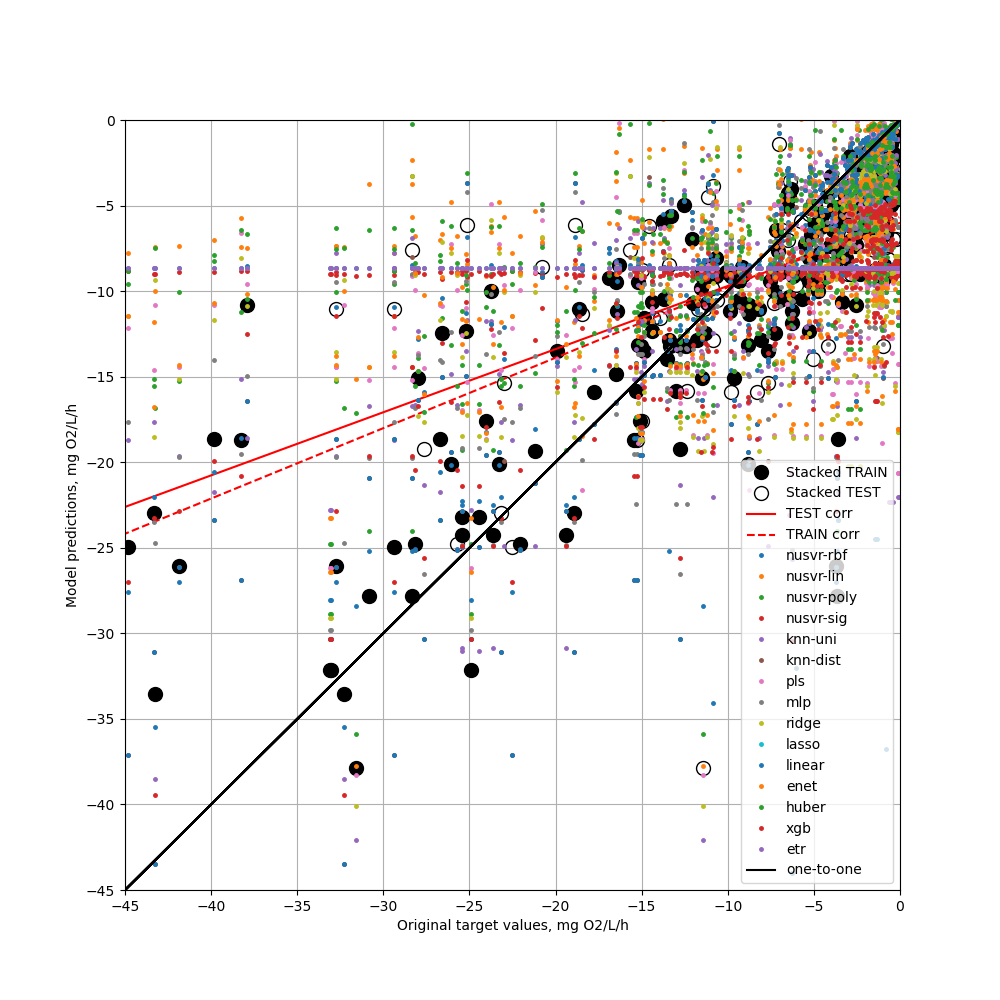 0
−5
−10
−15
−20
−25
−30
−35
−40
−45
Model predictions, mg O2/L/h
−45 −40 −35 −30 −25 −20 −15 −10 −5 0
Original target values, mg O2/L/h
Stacked TRAIN
Stacked TEST
TEST corr
TRAIN corr
nusvr-rbf
nusvr-lin
nusvr-poly
nusvr-sig
knn-uni
knn-dist
pls
mlp
ridge
lasso
linear
enet
huber
xgb
etr
one-to-one